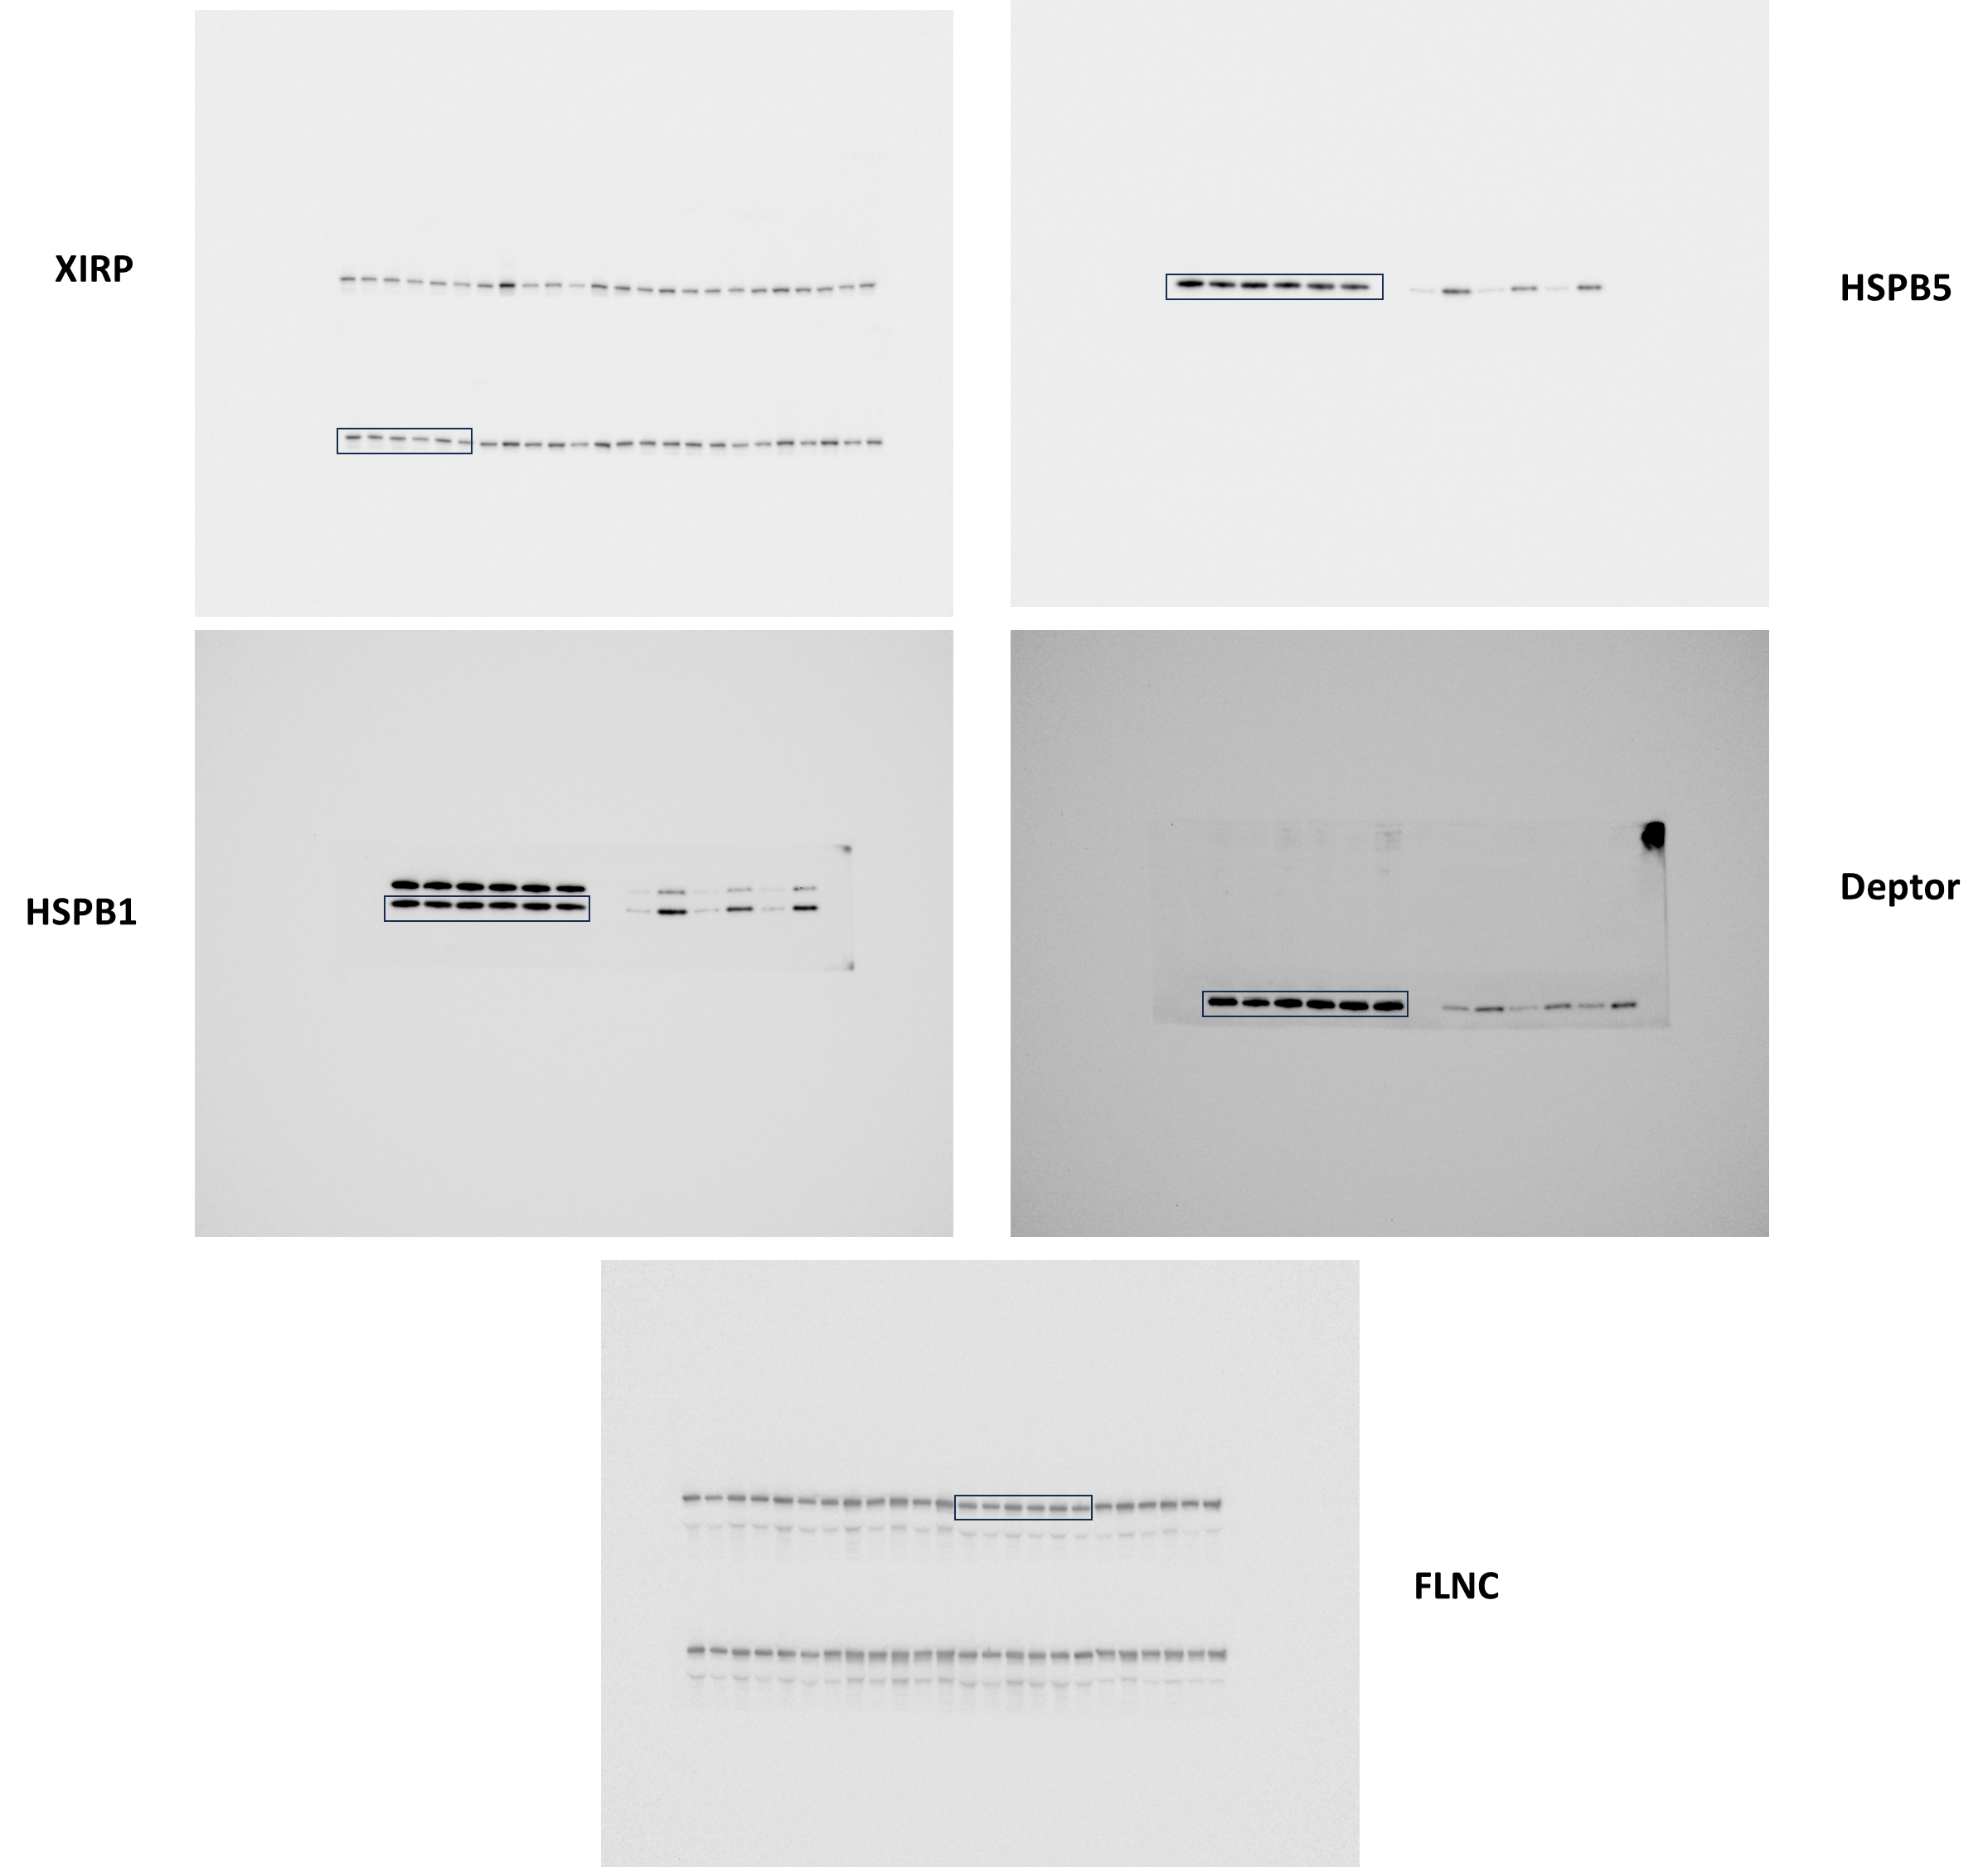 XIRP
HSPB5
HSPB1
Deptor
FLNC